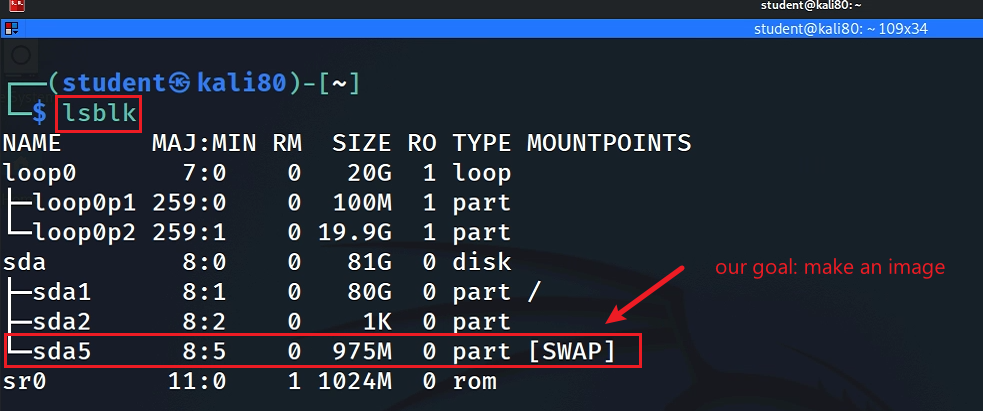 student@kali80: ~
student@kali80: ~ 109x34
(student㉿kali80)-[~]
$ lsblk
NAME MAJ:MIN RM SIZE RO TYPE MOUNTPOINTS
loop0 7:0 0 20G 1 loop
├─loop0p1 259:0 0 100M 1 part
└─loop0p2 259:1 0 19.9G 1 part
sda 8:0 0 81G 0 disk
our goal: make an image
├─sda1 8:1 0 80G 0 part /
├─sda2 8:2 0 1K 0 part
└─sda5 8:5 0 975M 0 part [SWAP]
sr0 11:0 1 1024M 0 rom